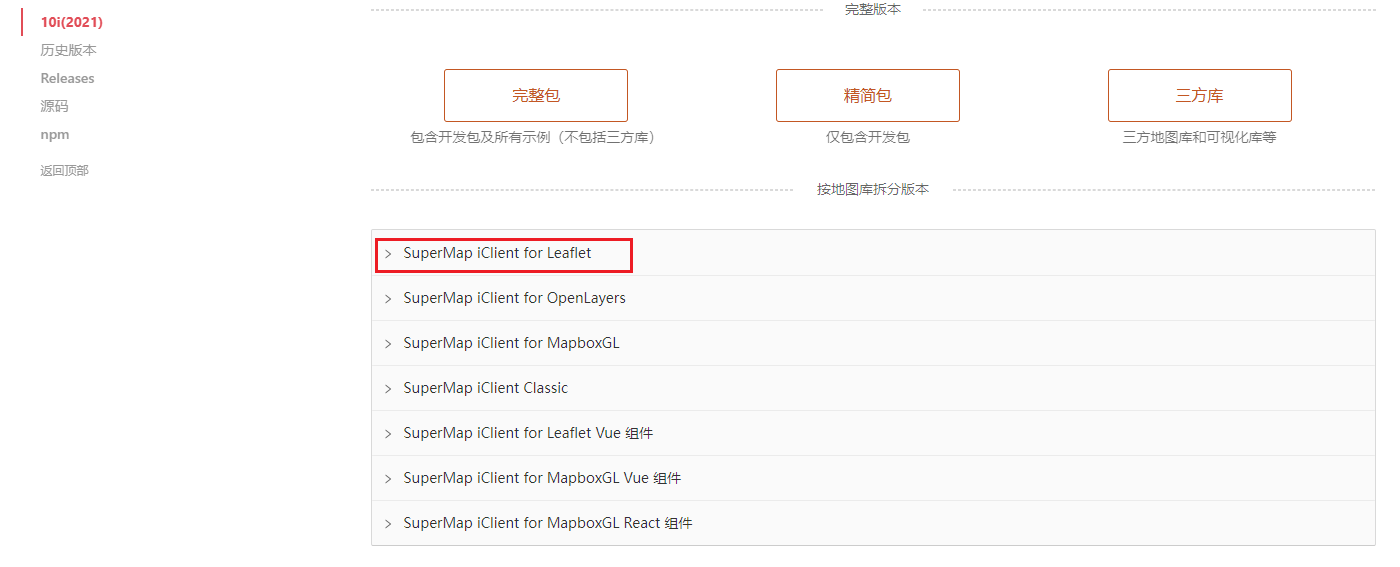 10i(2021)
历史版本
Releases
源码
npm
返回顶部
完整版本
完整包
包含开发包及所有示例（不包括三方库）
精简包
仅包含开发包
三方库
三方地图库和可视化库等
按地图库拆分版本
SuperMap iClient for Leaflet
SuperMap iClient for OpenLayers
SuperMap iClient for MapboxGL
SuperMap iClient Classic
SuperMap iClient for Leaflet Vue 组件
SuperMap iClient for MapboxGL Vue 组件
SuperMap iClient for MapboxGL React 组件